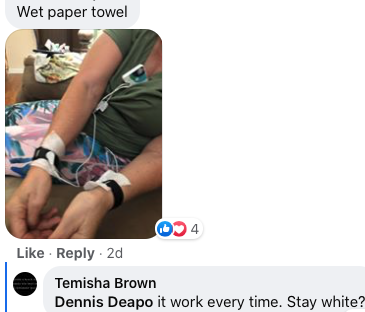 Wet paper towel
4
Like · Reply · 2d
Temisha Brown
Dennis Deapo it work every time. Stay white?